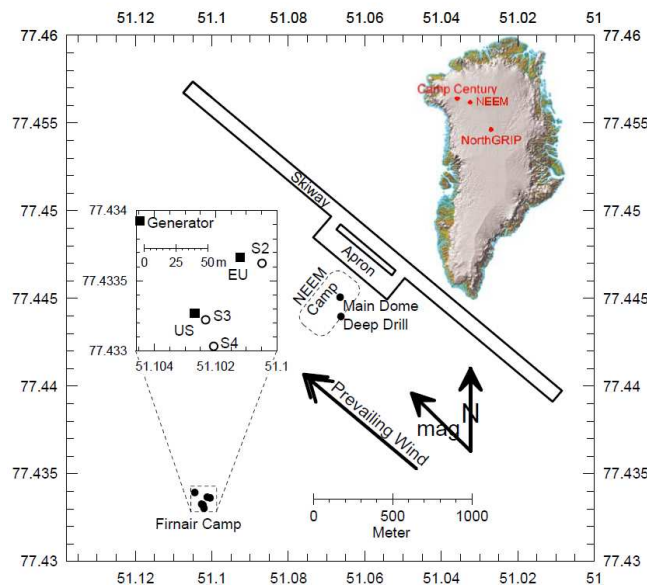 51.12 51.1 51.08 51.06 51.04 51.02 51
77.46 77.46
Camp Century
NEEM
77.455 77.455
NorthGRIP
Skiway
77.45 77.45
77.434
Generator
Apron
0 25 50 m
S2
77.4335
EU
NEEM
Camp
77.445 77.445
Main Dome
US
S3
Deep Drill
S4
77.433
51.104 51.102 51.1
77.44 77.44
Prevailing Wind
mag
N
77.435 77.435
Firnair Camp
0 500 1000
Meter
77.43 77.43
51.12 51.1 51.08 51.06 51.04 51.02 51